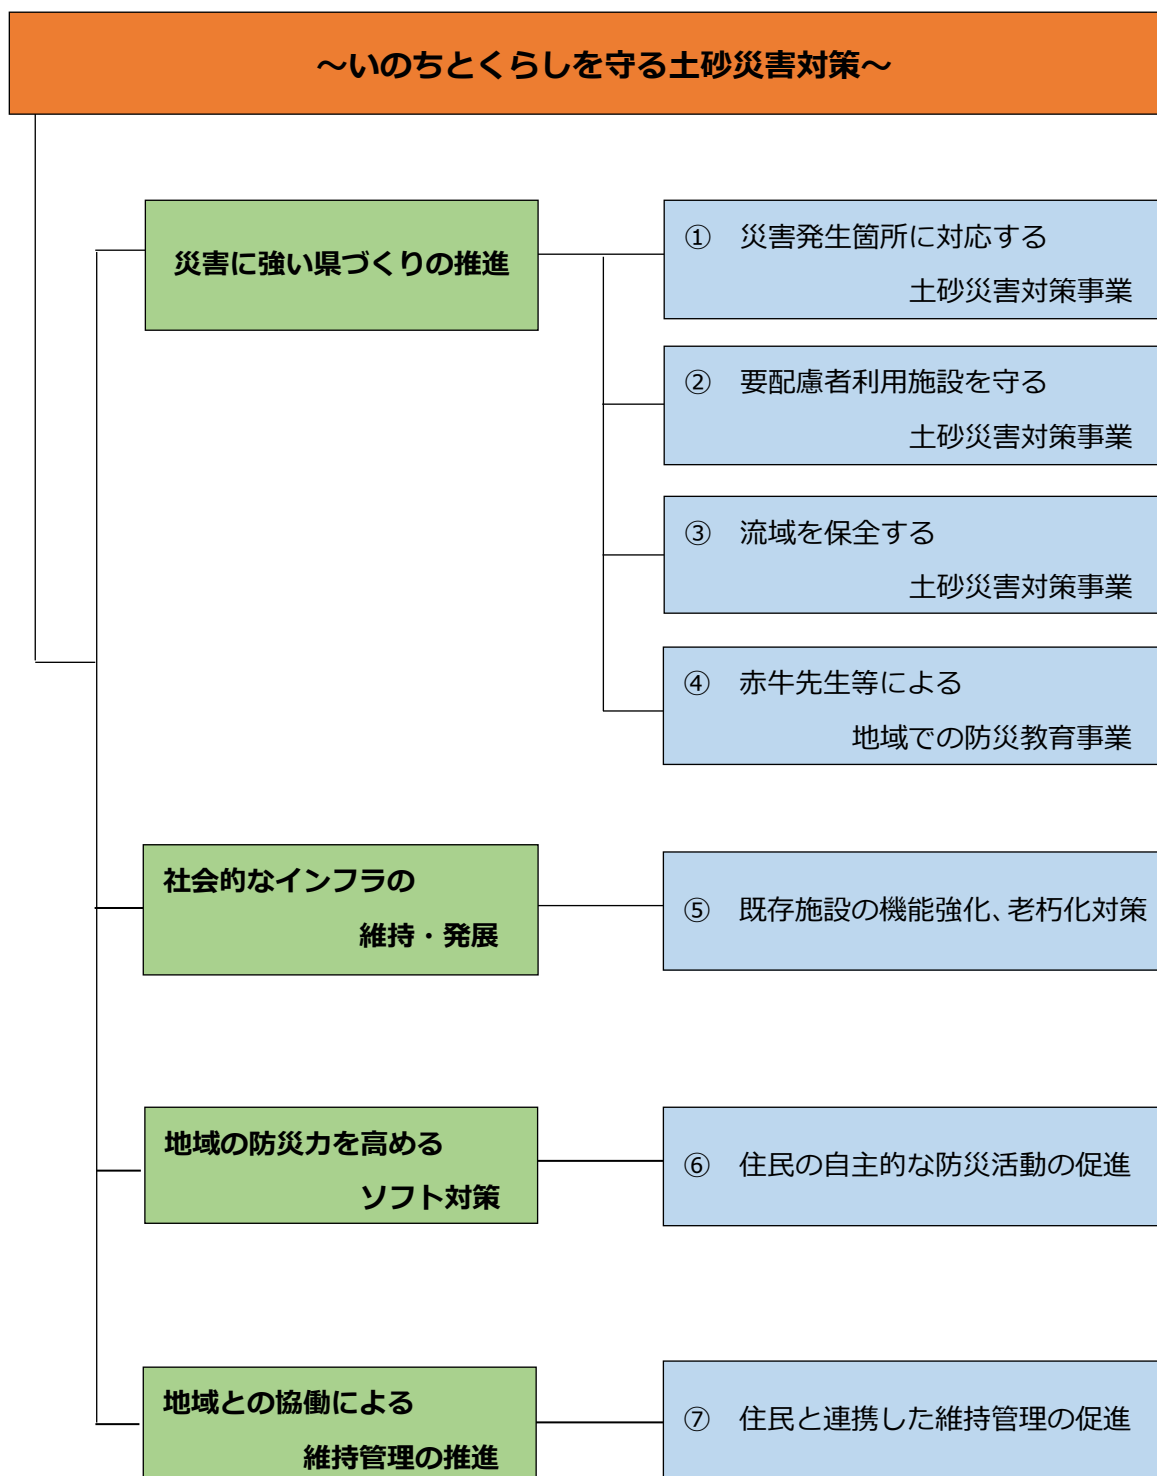 ～いのちとくらしを守る土砂災害対策～
災害に強い県づくりの推進
① 災害発生箇所に対応する
土砂災害対策事業
② 要配慮者利用施設を守る
土砂災害対策事業
③ 流域を保全する
土砂災害対策事業
④ 赤牛先生等による
地域での防災教育事業
社会的なインフラの
維持・発展
⑤ 既存施設の機能強化、老朽化対策
地域の防災力を高める
ソフト対策
⑥ 住民の自主的な防災活動の促進
地域との協働による
維持管理の推進
⑦ 住民と連携した維持管理の促進